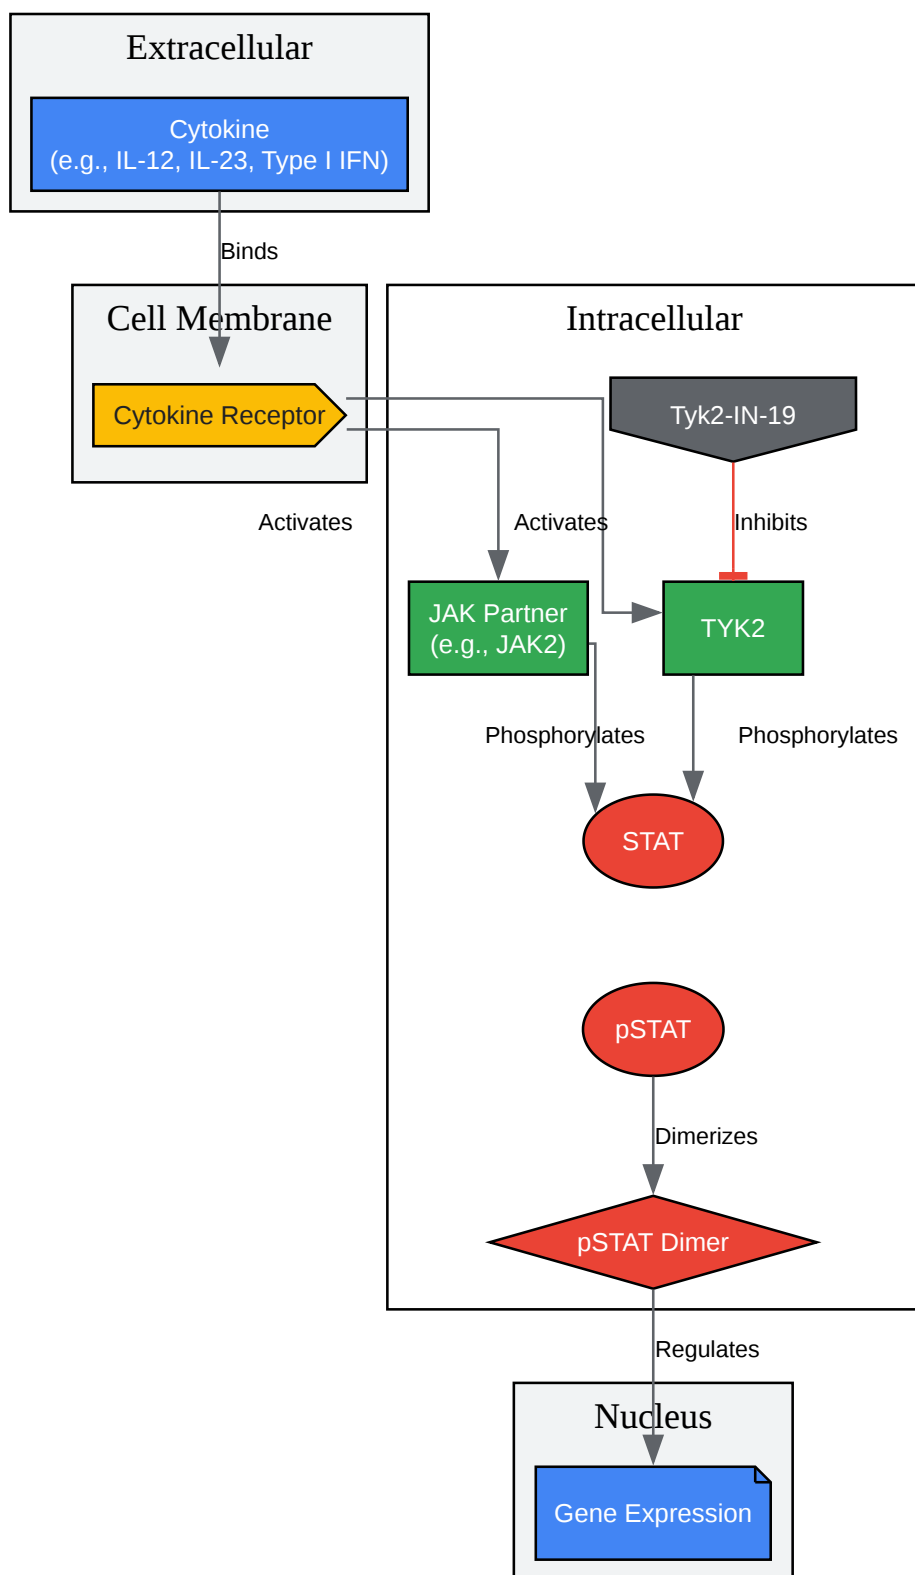 Extracellular
Cytokine
(e.g., IL-12, IL-23, Type I IFN)
Binds
Cell Membrane
Intracellular
Cytokine Receptor
Tyk2-IN-19
Activates
Activates
Inhibits
JAK Partner
(e.g., JAK2)
TYK2
Phosphorylates
Phosphorylates
STAT
pSTAT
Dimerizes
pSTAT Dimer
Regulates
Nucleus
Gene Expression